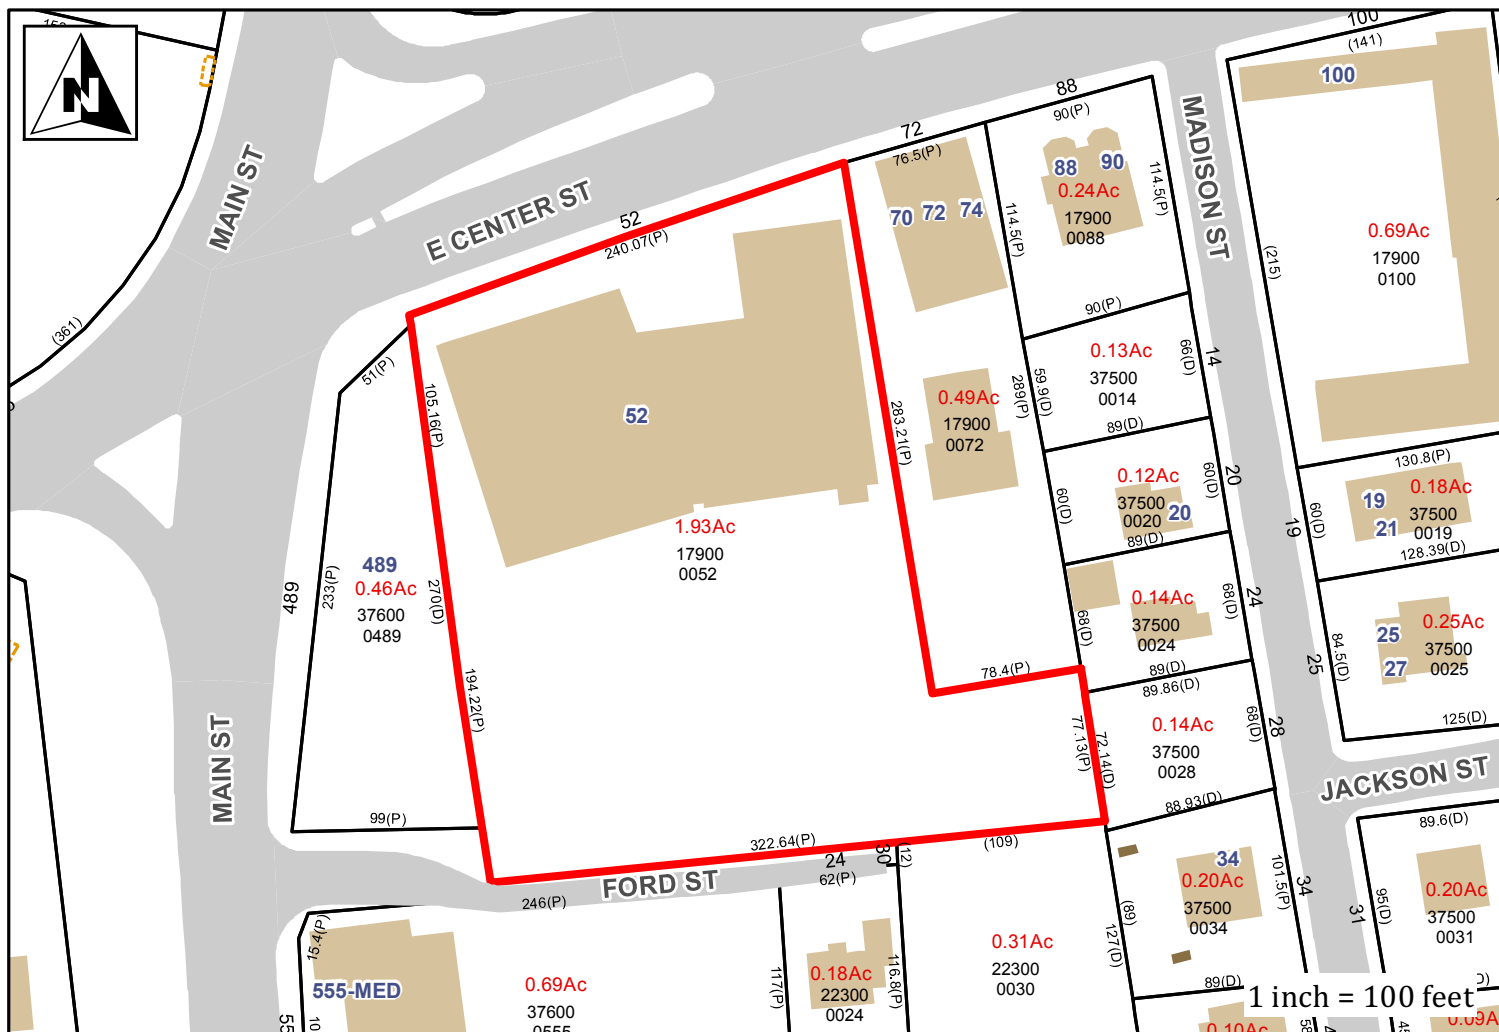 N
MAIN ST
(361)
E CENTER ST
52
240.07(P)
72
76.5(P)
88
90(P)
100
(141)
100
MADISON ST
88
90
0.24Ac
17900
0088
114.5(P)
114.5(P)
70 72 74
0.69Ac
17900
0100
(215)
90(P)
51(P)
105.16(P)
52
283.21(P)
289(P)
0.49Ac
17900
0072
0.13Ac
37500
0014
59.9(D)
66(D)
14
89(D)
130.8(P)
0.12Ac
37500
0020
20
60(D)
60(D)
20
89(D)
19
60(D)
19
21
0.18Ac
37500
0019
128.39(D)
1.93Ac
17900
0052
489
489
0.46Ac
37600
0489
233(P)
270(D)
194.22(P)
0.14Ac
37500
0024
68(D)
68(D)
24
89(D)
25
84.5(D)
25
27
0.25Ac
37500
0025
125(D)
78.4(P)
89.86(D)
77.13(P)
72.14(D)
0.14Ac
37500
0028
68(D)
28
88.93(D)
MAIN ST
JACKSON ST
99(P)
322.64(P)
24
30
(12)
(109)
FORD ST
62(P)
246(P)
89.6(D)
34
0.20Ac
37500
0034
101.5(P)
34
31
95(D)
0.20Ac
37500
0031
(89)
127(D)
15.4(P)
555-MED
0.69Ac
37600
0555
117(P)
0.18Ac
22300
0024
116.8(P)
0.31Ac
22300
0030
89(D)
0.10Ac
1 inch = 100 feet